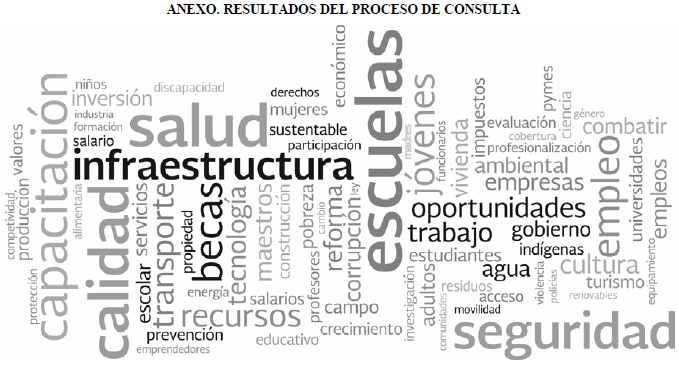 ANEXO. RESULTADOS DEL PROCESO DE CONSULTA
competividad
producción
valores
protección
capacitación
alimentaria
niños
discapacidad
inversión
industria
formación
salario
salud
infraestructura
calidad
servicios
escolar
transporte
propiedad
becas
tecnología
maestros
construcción
energía
salarios
recursos
prevención
emprendedores
educativo
derechos
mujeres
sustentable
participación
económico
pobreza
profesores
cambio
reforma
corrupción
ley
campo
crecimiento
escuelas
madres
jóvenes
funcionarios
vivienda
impuestos
evaluación
cobertura
profesionalización
pymes
ciencia
género
combatir
ambiental
empresas
empleo
universidades
empleos
oportunidades
trabajo
gobierno
indígenas
estudiantes
investigación
adultos
comunidades
residuos
agua
acceso
movilidad
violencia
policías
cultura
turismo
renovables
equipamiento
seguridad